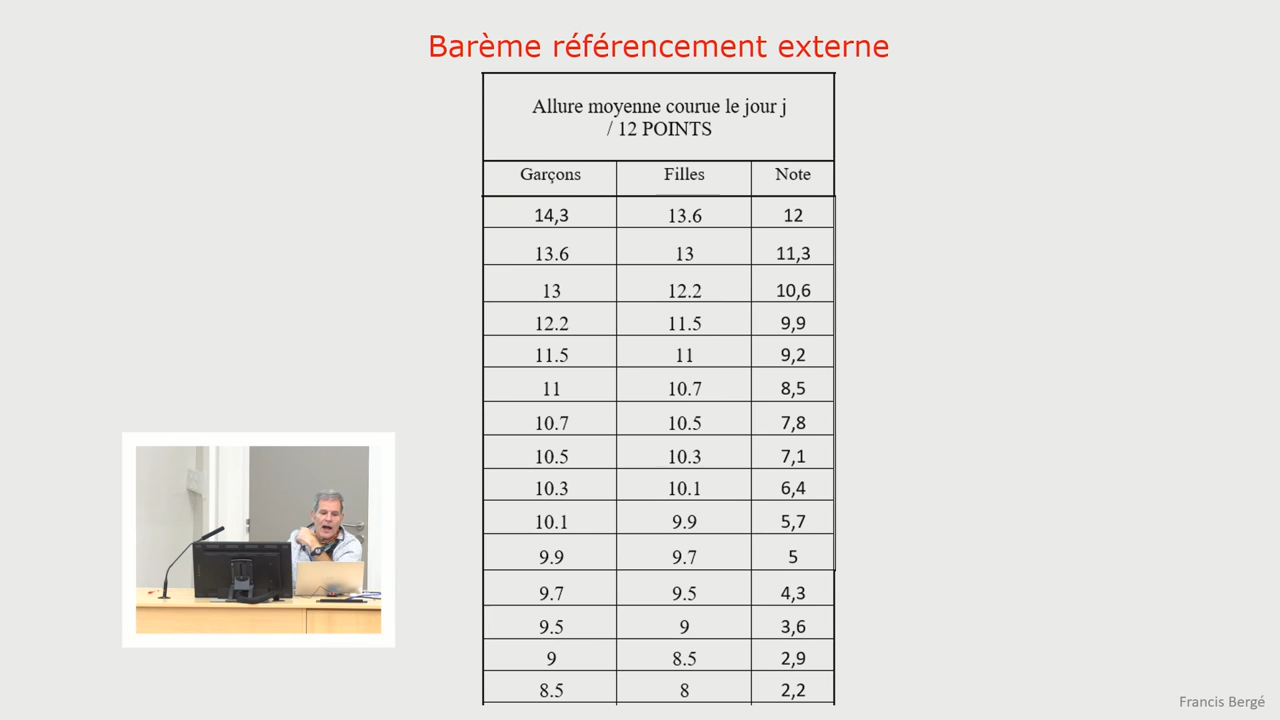 Barème référencement externe
Allure moyenne courue le jour j
/ 12 POINTS
Garçons Filles Note
14,3 13.6 12
13.6 13 11,3
13 12.2 10,6
12.2 11.5 9,9
11.5 11 9,2
11 10.7 8,5
10.7 10.5 7,8
10.5 10.3 7,1
10.3 10.1 6,4
10.1 9.9 5,7
9.9 9.7 5
9.7 9.5 4,3
9.5 9 3,6
9 8.5 2,9
8.5 8 2,2
Francis Bergé